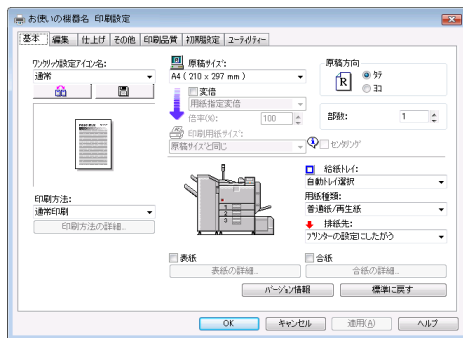 お使いの機器名 印刷設定
基本 編集 仕上げ その他 印刷品質 初期設定 ユーティリティー
ワンクリック設定アイコン名:
通常
印刷方法:
通常印刷
印刷方法の詳細...
原稿サイズ:
A4 ( 210 x 297 mm )
変倍
用紙指定変倍
倍率(%): 100
印刷用紙サイズ:
原稿サイズと同じ
原稿方向
R
タテ
ヨコ
部数: 1
センタリング
給紙トレイ:
自動トレイ選択
用紙種類:
普通紙/再生紙
排紙先:
プリンターの設定にしたがう
表紙
表紙の詳細...
合紙
合紙の詳細...
バージョン情報 標準に戻す
OK キャンセル 適用(A) ヘルプ